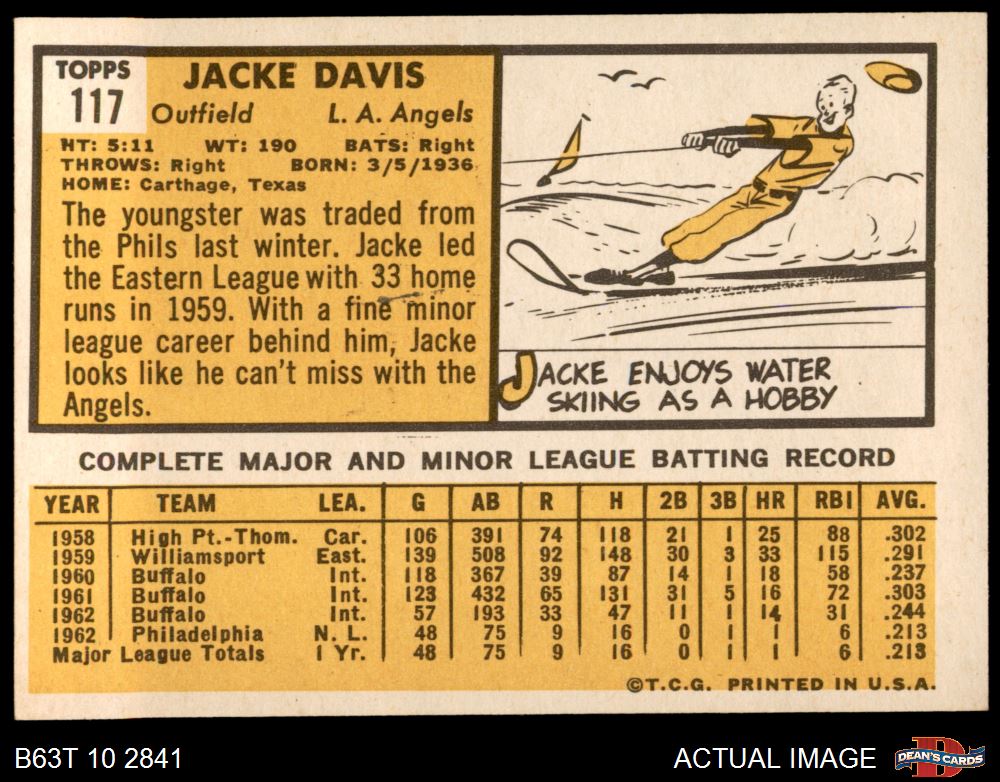 TOPPS
117
JACKE DAVIS
Outfield L. A. Angels
HT: 5:11 WT: 190 BATS: Right
THROWS: Right BORN: 3/5/1936
HOME: Carthage, Texas
The youngster was traded from
the Phils last winter. Jacke led
the Eastern League with 33 home
runs in 1959. With a fine minor
league career behind him, Jacke
looks like he can't miss with the
Angels.
JACKE ENJOYS WATER
SKIING AS A HOBBY
COMPLETE MAJOR AND MINOR LEAGUE BATTING RECORD
YEAR TEAM LEA. G AB R H 2B 3B HR RBI AVG.
1958 High Pt.-Thom. Car. 106 391 74 118 21 1 25 88 .302
1959 Williamsport East. 139 508 92 148 30 3 33 115 .291
1960 Buffalo Int. 118 367 39 87 14 1 18 58 .237
1961 Buffalo Int. 123 432 65 131 31 5 16 72 .303
1962 Buffalo Int. 57 193 33 47 11 1 14 31 .244
1962 Philadelphia N. L. 48 75 9 16 0 1 1 6 .213
Major League Totals 1 Yr. 48 75 9 16 0 1 1 6 .213
©T.C.G. PRINTED IN U.S.A.
B63T 10 2841 ACTUAL IMAGE
D
DEAN'S CARDS